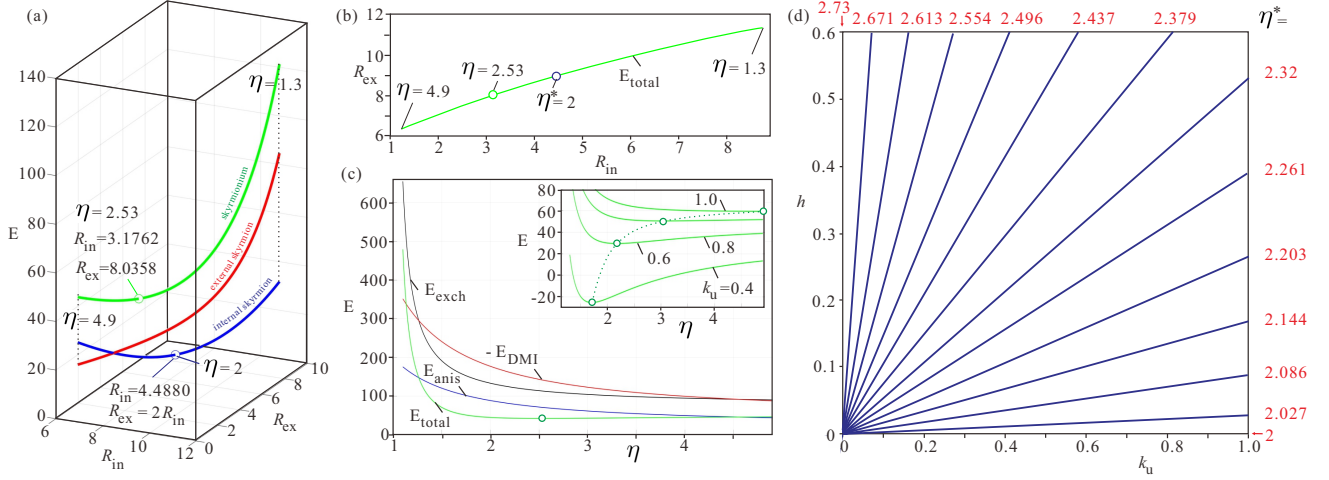 (a)
140
120
100
80
60
40
20
0
E
η = 1.3
skyrmionium
external skyrmion
internal skyrmion
η = 2.53
R_in=3.1762
R_ex=8.0358
η = 4.9
η = 2
R_in=4.4880
R_ex = 2 R_in
6
8
10
12
R_in
0
2
4
6
8
10
R_ex
(b)
12
10
8
6
R_ex
η = 4.9
η = 2.53
η* = 2
E_total
η = 1.3
1 2 3 4 5 6 7 8
R_in
(c)
600
500
400
300
200
100
0
E
E_exch
- E_DMI
E_anis
E_total
1 2 3 4
η
80
60
40
20
0
-20
E
1.0
0.8
0.6
k_u=0.4
2 3 4
η
(d)
2.73 2.671 2.613 2.554 2.496 2.437 2.379 η* =
2.32
2.261
2.203
2.144
2.086
2.027
2
0.6
0.5
0.4
0.3
0.2
0.1
0
h
0 0.2 0.4 0.6 0.8 1.0
k_u